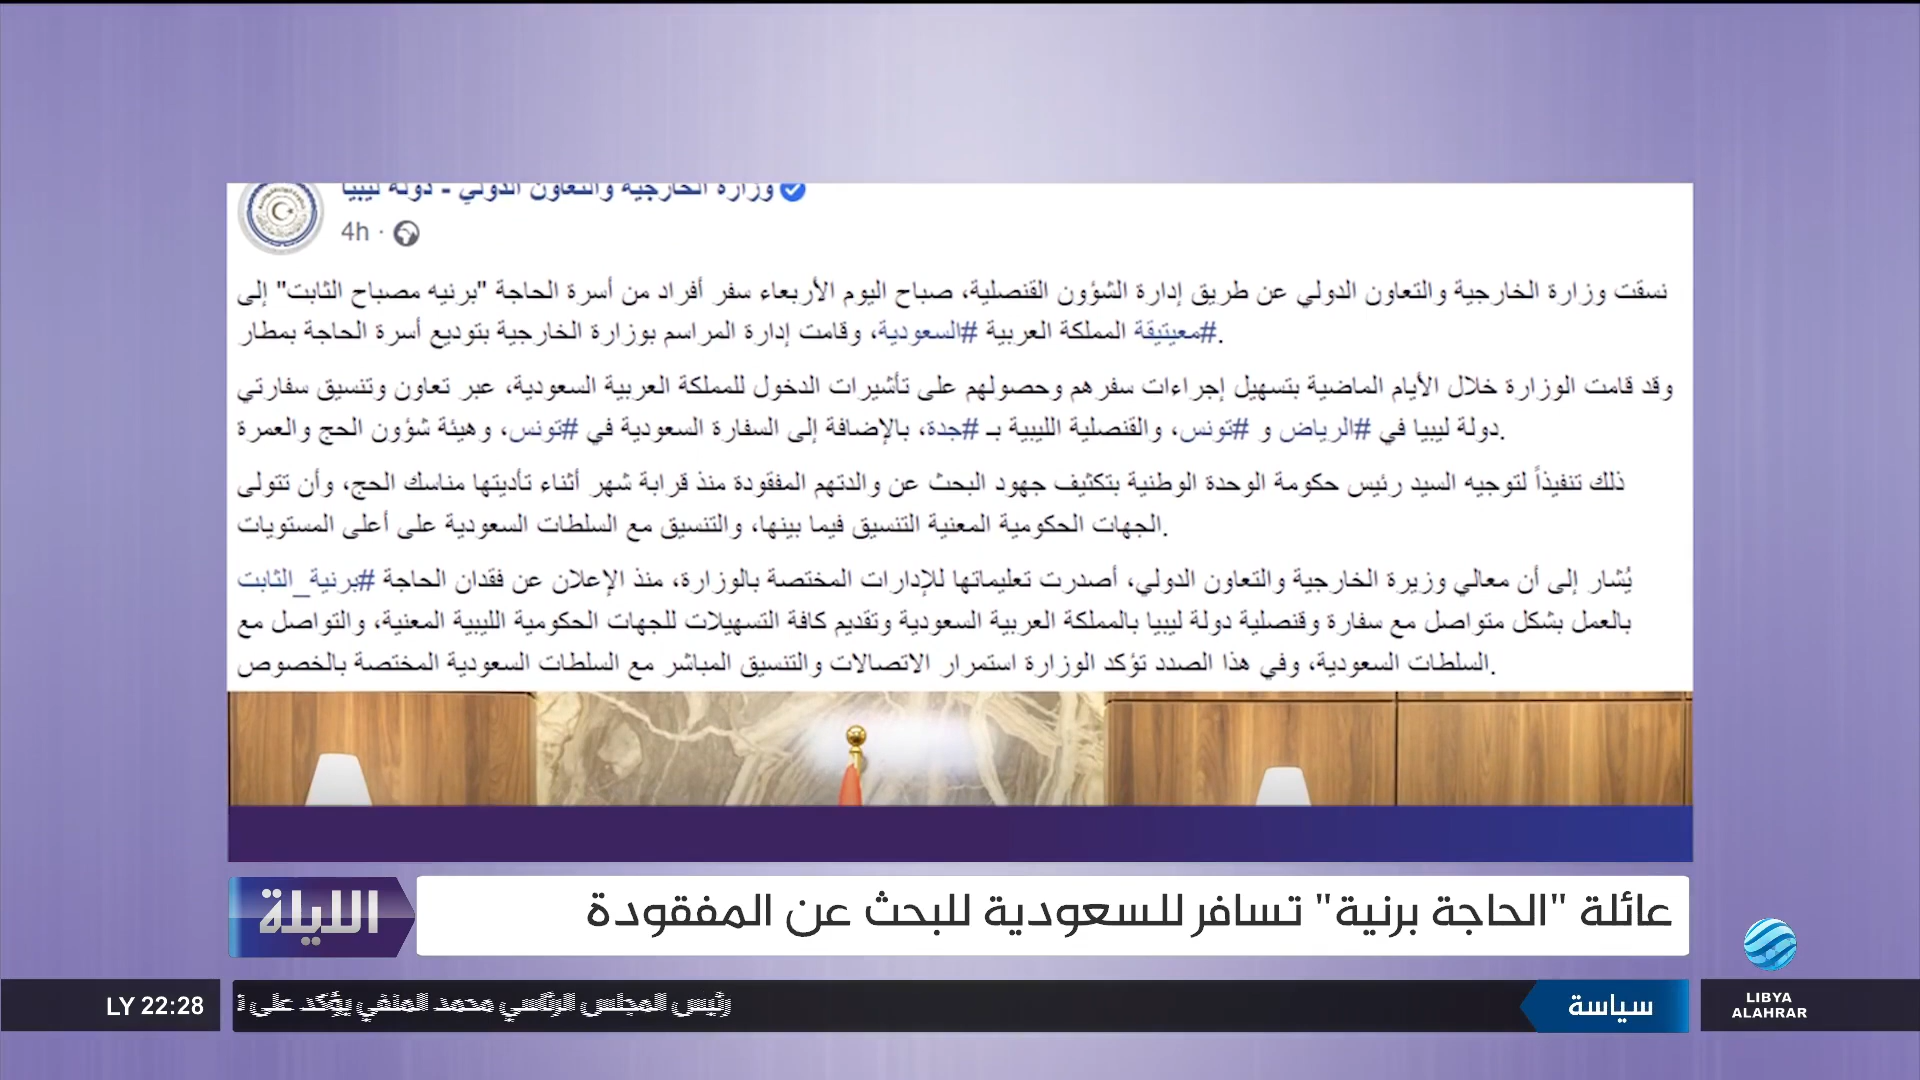 وزارة الخارجية والتعاون الدولي - دولة ليبيا
4h ·
نسقت وزارة الخارجية والتعاون الدولي عن طريق إدارة الشؤون القنصلية، صباح اليوم الأربعاء سفر أفراد من أسرة الحاجة "برنيه مصباح الثابت" إلى
المملكة العربية #السعودية، وقامت إدارة المراسم بوزارة الخارجية بتوديع أسرة الحاجة بمطار #معيتيقة.
وقد قامت الوزارة خلال الأيام الماضية بتسهيل إجراءات سفرهم وحصولهم على تأشيرات الدخول للمملكة العربية السعودية، عبر تعاون وتنسيق سفارتي
دولة ليبيا في #الرياض و #تونس، والقنصلية الليبية بـ #جدة، بالإضافة إلى السفارة السعودية في #تونس، وهيئة شؤون الحج والعمرة.
ذلك تنفيذاً لتوجيه السيد رئيس حكومة الوحدة الوطنية بتكثيف جهود البحث عن والدتهم المفقودة منذ قرابة شهر أثناء تأديتها مناسك الحج، وأن تتولى
الجهات الحكومية المعنية التنسيق فيما بينها، والتنسيق مع السلطات السعودية على أعلى المستويات.
يُشار إلى أن معالي وزيرة الخارجية والتعاون الدولي، أصدرت تعليماتها للإدارات المختصة بالوزارة، منذ الإعلان عن فقدان الحاجة #برنية_الثابت
بالعمل بشكل متواصل مع سفارة وقنصلية دولة ليبيا بالمملكة العربية السعودية وتقديم كافة التسهيلات للجهات الحكومية الليبية المعنية، والتواصل مع
السلطات السعودية، وفي هذا الصدد تؤكد الوزارة استمرار الاتصالات والتنسيق المباشر مع السلطات السعودية المختصة بالخصوص.
عائلة "الحاجة برنية" تسافر للسعودية للبحث عن المفقودة
الليلة
سياسة
رئيس المجلس الرئاسي محمد المنفي يؤكد على
LY 22:28
LIBYA
ALAHRAR